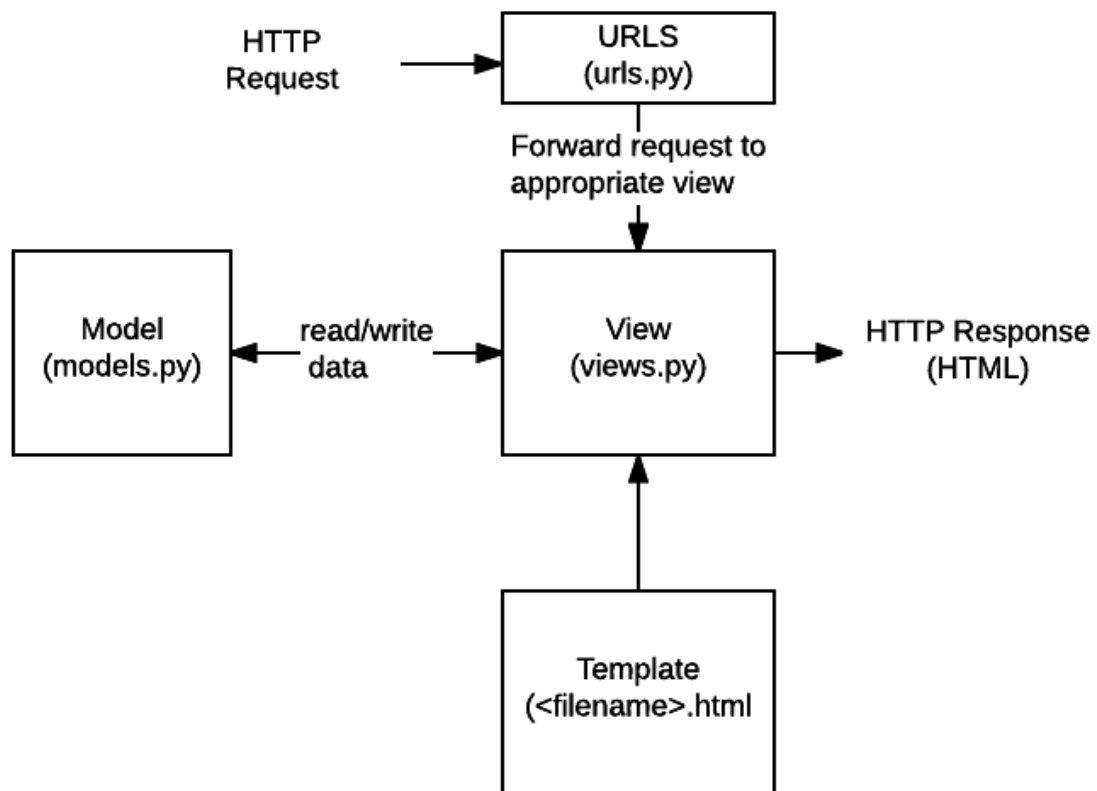 HTTP
Request
URLS
(urls.py)
Forward request to
appropriate view
Model
(models.py)
read/write
data
View
(views.py)
HTTP Response
(HTML)
Template
(<filename>.html